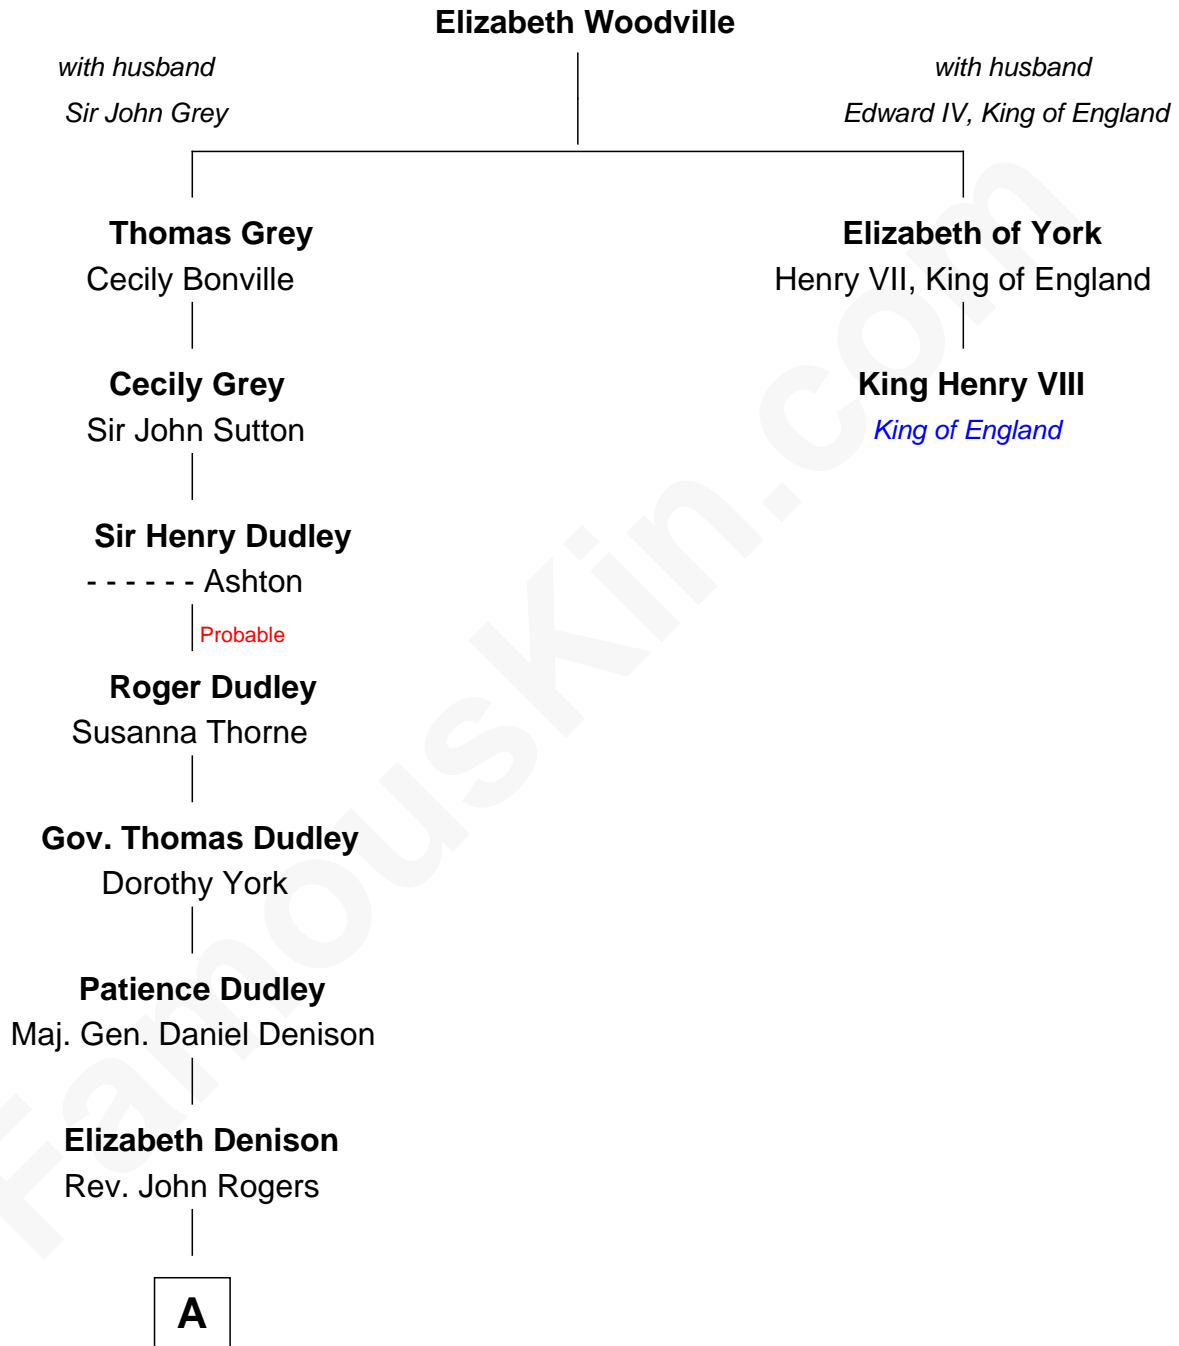 Elizabeth Woodville
with husband
Sir John Grey
with husband
Edward IV, King of England
Thomas Grey
Cecily Bonville
Elizabeth of York
Henry VII, King of England
Cecily Grey
Sir John Sutton
King Henry VIII
King of England
Sir Henry Dudley
- - - - - - Ashton
Probable
Roger Dudley
Susanna Thorne
Gov. Thomas Dudley
Dorothy York
Patience Dudley
Maj. Gen. Daniel Denison
Elizabeth Denison
Rev. John Rogers
A
FamousKin.com